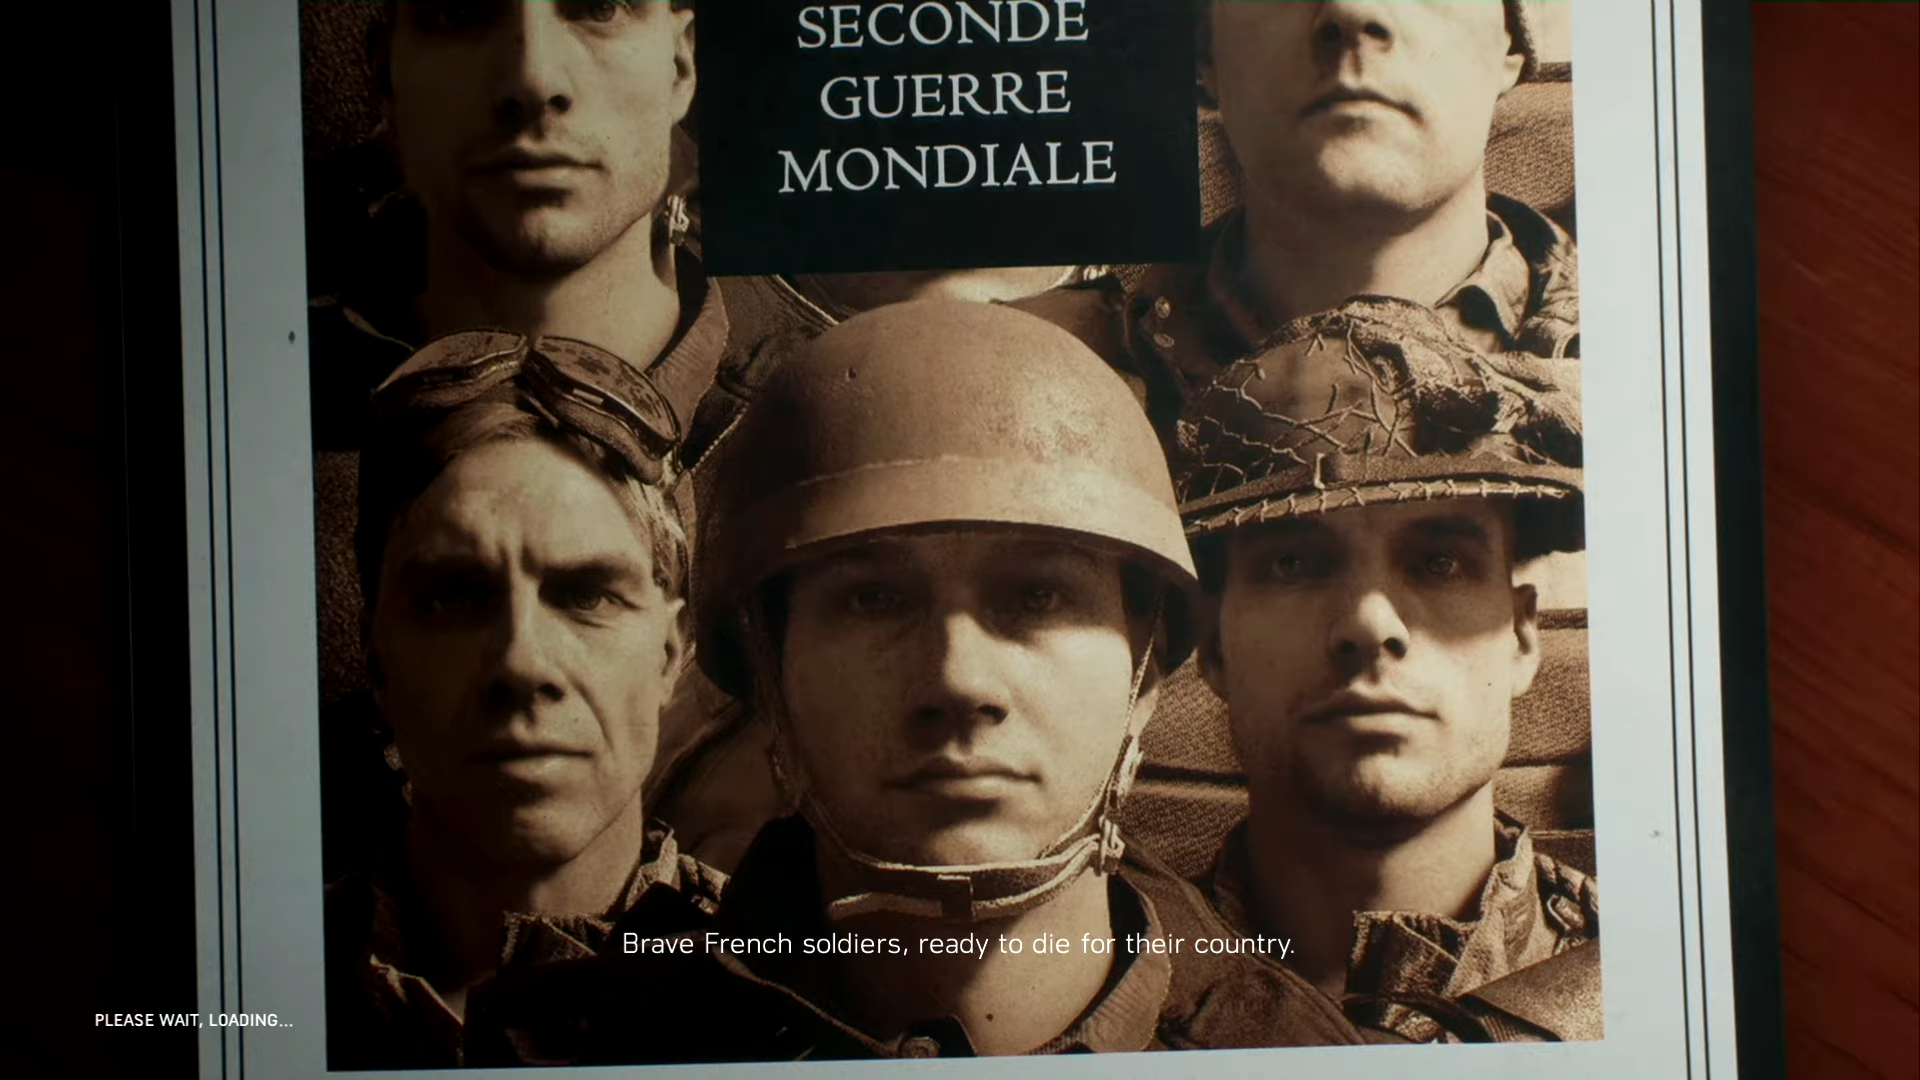 SECONDE
GUERRE
MONDIALE
Brave French soldiers, ready to die for their country.
PLEASE WAIT, LOADING...